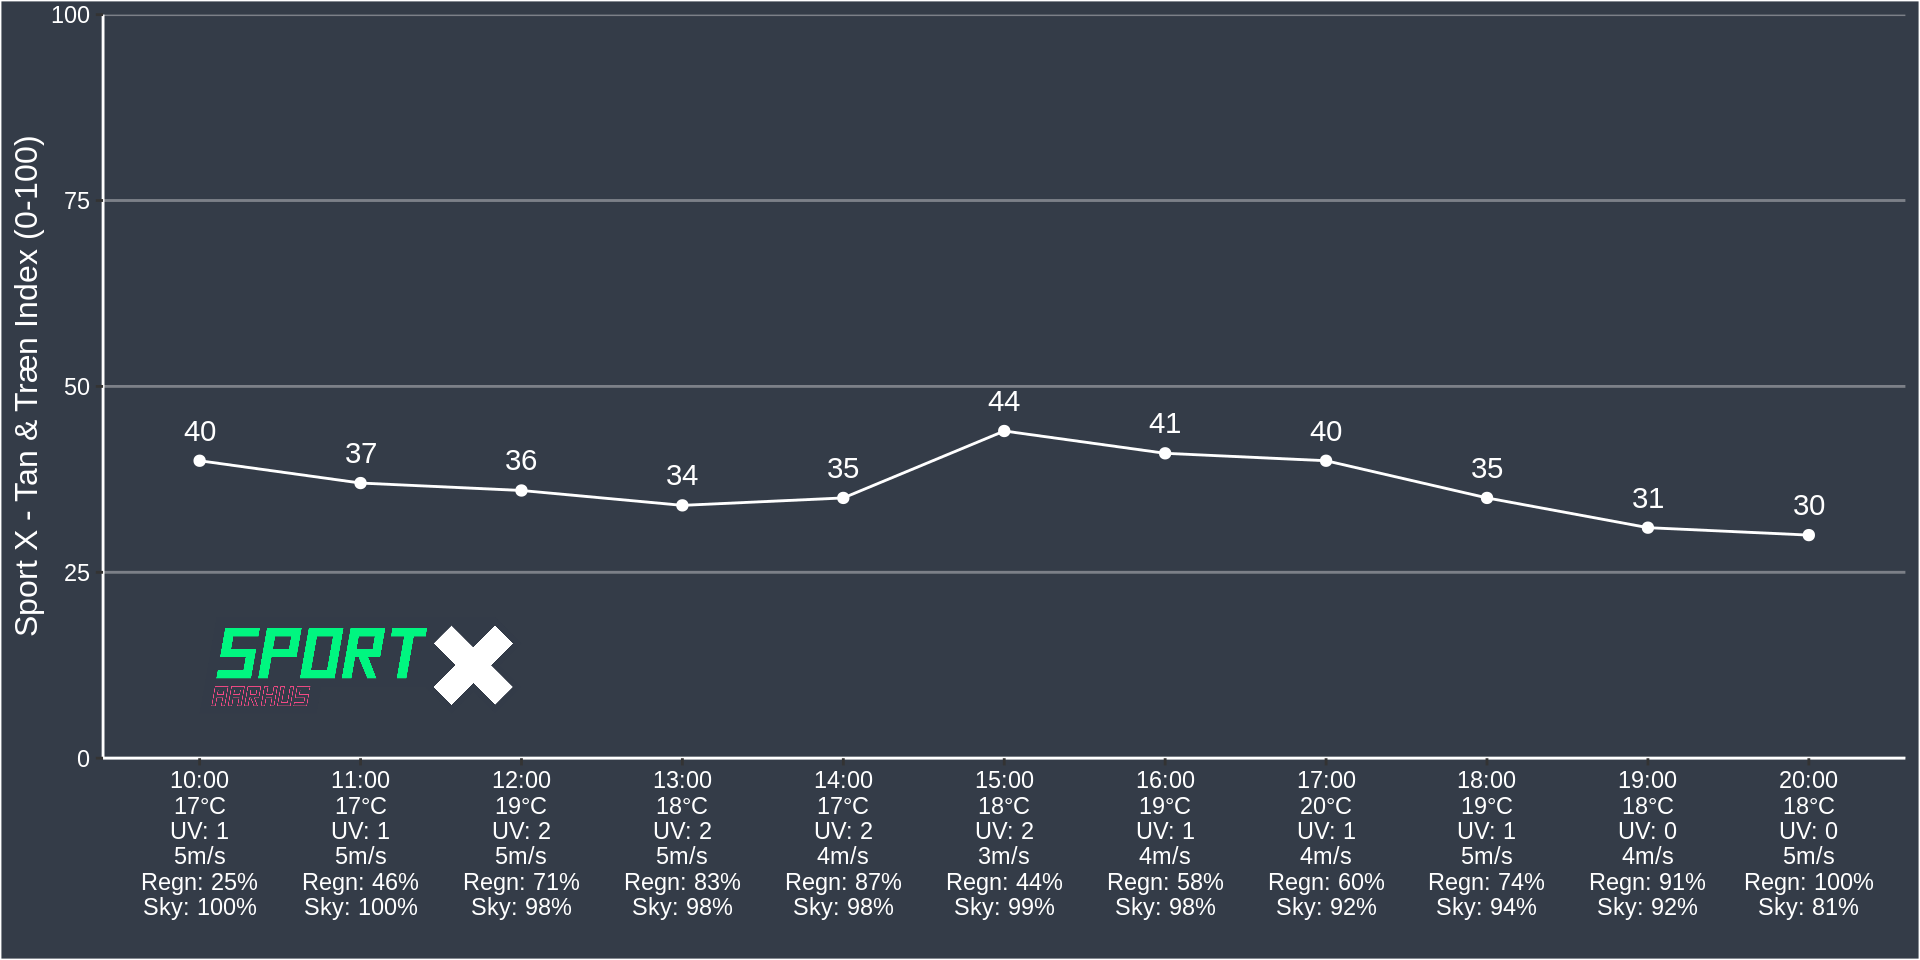 100
75
50
25
0
Sport X - Tan & Træn Index (0-100)
40
37
36
34
35
44
41
40
35
31
30
SPORT X
AARHUS
10:00 11:00 12:00 13:00 14:00 15:00 16:00 17:00 18:00 19:00 20:00
17°C 17°C 19°C 18°C 17°C 18°C 19°C 20°C 19°C 18°C 18°C
UV: 1 UV: 1 UV: 2 UV: 2 UV: 2 UV: 2 UV: 1 UV: 1 UV: 1 UV: 0 UV: 0
5m/s 5m/s 5m/s 5m/s 4m/s 3m/s 4m/s 4m/s 5m/s 4m/s 5m/s
Regn: 25% Regn: 46% Regn: 71% Regn: 83% Regn: 87% Regn: 44% Regn: 58% Regn: 60% Regn: 74% Regn: 91% Regn: 100%
Sky: 100% Sky: 100% Sky: 98% Sky: 98% Sky: 98% Sky: 99% Sky: 98% Sky: 92% Sky: 94% Sky: 92% Sky: 81%